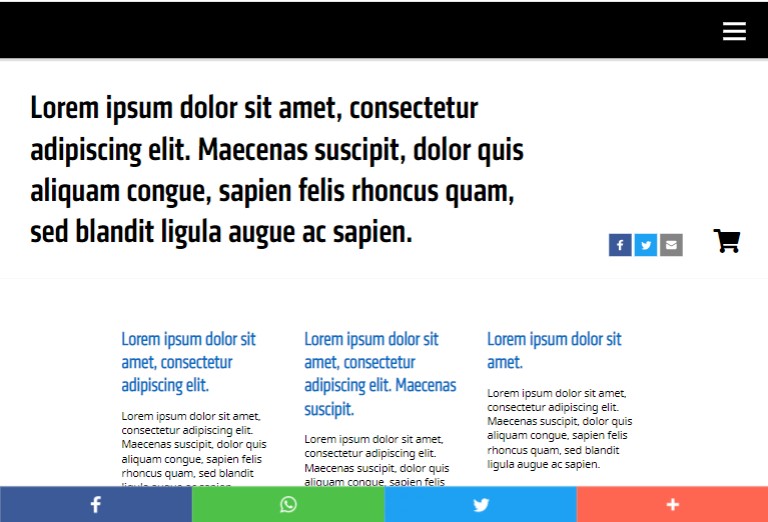 Lorem ipsum dolor sit amet, consectetur
adipiscing elit. Maecenas suscipit, dolor quis
aliquam congue, sapien felis rhoncus quam,
sed blandit ligula augue ac sapien.
Lorem ipsum dolor sit
amet, consectetur
adipiscing elit.
Lorem ipsum dolor sit amet,
consectetur adipiscing elit.
Maecenas suscipit, dolor quis
aliquam congue, sapien felis
rhoncus quam, sed blandit
ligula augue ac sapien.
Lorem ipsum dolor sit
amet, consectetur
adipiscing elit. Maecenas
suscipit.
Lorem ipsum dolor sit amet,
consectetur adipiscing elit.
Maecenas suscipit, dolor quis
aliquam congue, sapien felis
Lorem ipsum dolor sit
amet.
Lorem ipsum dolor sit amet,
consectetur adipiscing elit.
Maecenas suscipit, dolor quis
aliquam congue, sapien felis
rhoncus quam, sed blandit
ligula augue ac sapien.